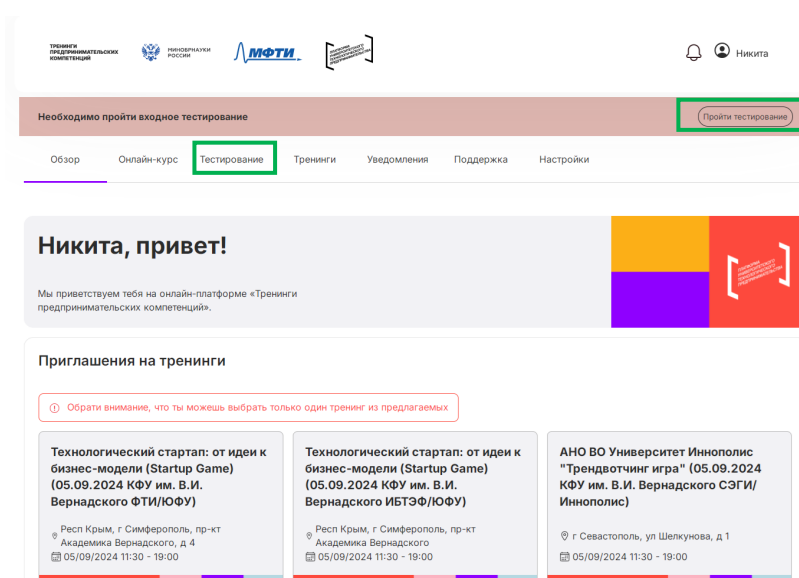 ТРЕНИНГИ
ПРЕДПРИНИМАТЕЛЬСКИХ
КОМПЕТЕНЦИЙ
МИНОБРНАУКИ
РОССИИ
МФТИ
Никита
Необходимо пройти входное тестирование
Пройти тестирование
Обзор Онлайн-курс Тестирование Тренинги Уведомления Поддержка Настройки
Никита, привет!
Мы приветствуем тебя на онлайн-платформе «Тренинги
предпринимательских компетенций».
ПЛАТФОРМА
УНИВЕРСИТЕТСКОГО
ТЕХНОЛОГИЧЕСКОГО
ПРЕДПРИНИМАТЕЛЬСТВА
Приглашения на тренинги
Обрати внимание, что ты можешь выбрать только один тренинг из предлагаемых
Технологический стартап: от идеи к
бизнес-модели (Startup Game)
(05.09.2024 КФУ им. В.И.
Вернадского ФТИ/ЮФУ)
Респ Крым, г Симферополь, пр-кт
Академика Вернадского, д 4
05/09/2024 11:30 - 19:00
Технологический стартап: от идеи к
бизнес-модели (Startup Game)
(05.09.2024 КФУ им. В.И.
Вернадского ИБТЭФ/ЮФУ)
Респ Крым, г Симферополь, пр-кт
Академика Вернадского
05/09/2024 11:30 - 19:00
АНО ВО Университет Иннополис
"Трендвотчинг игра" (05.09.2024
КФУ им. В.И. Вернадского СЭГИ/
Иннополис)
г Севастополь, ул Шелкунова, д 1
05/09/2024 11:30 - 19:00